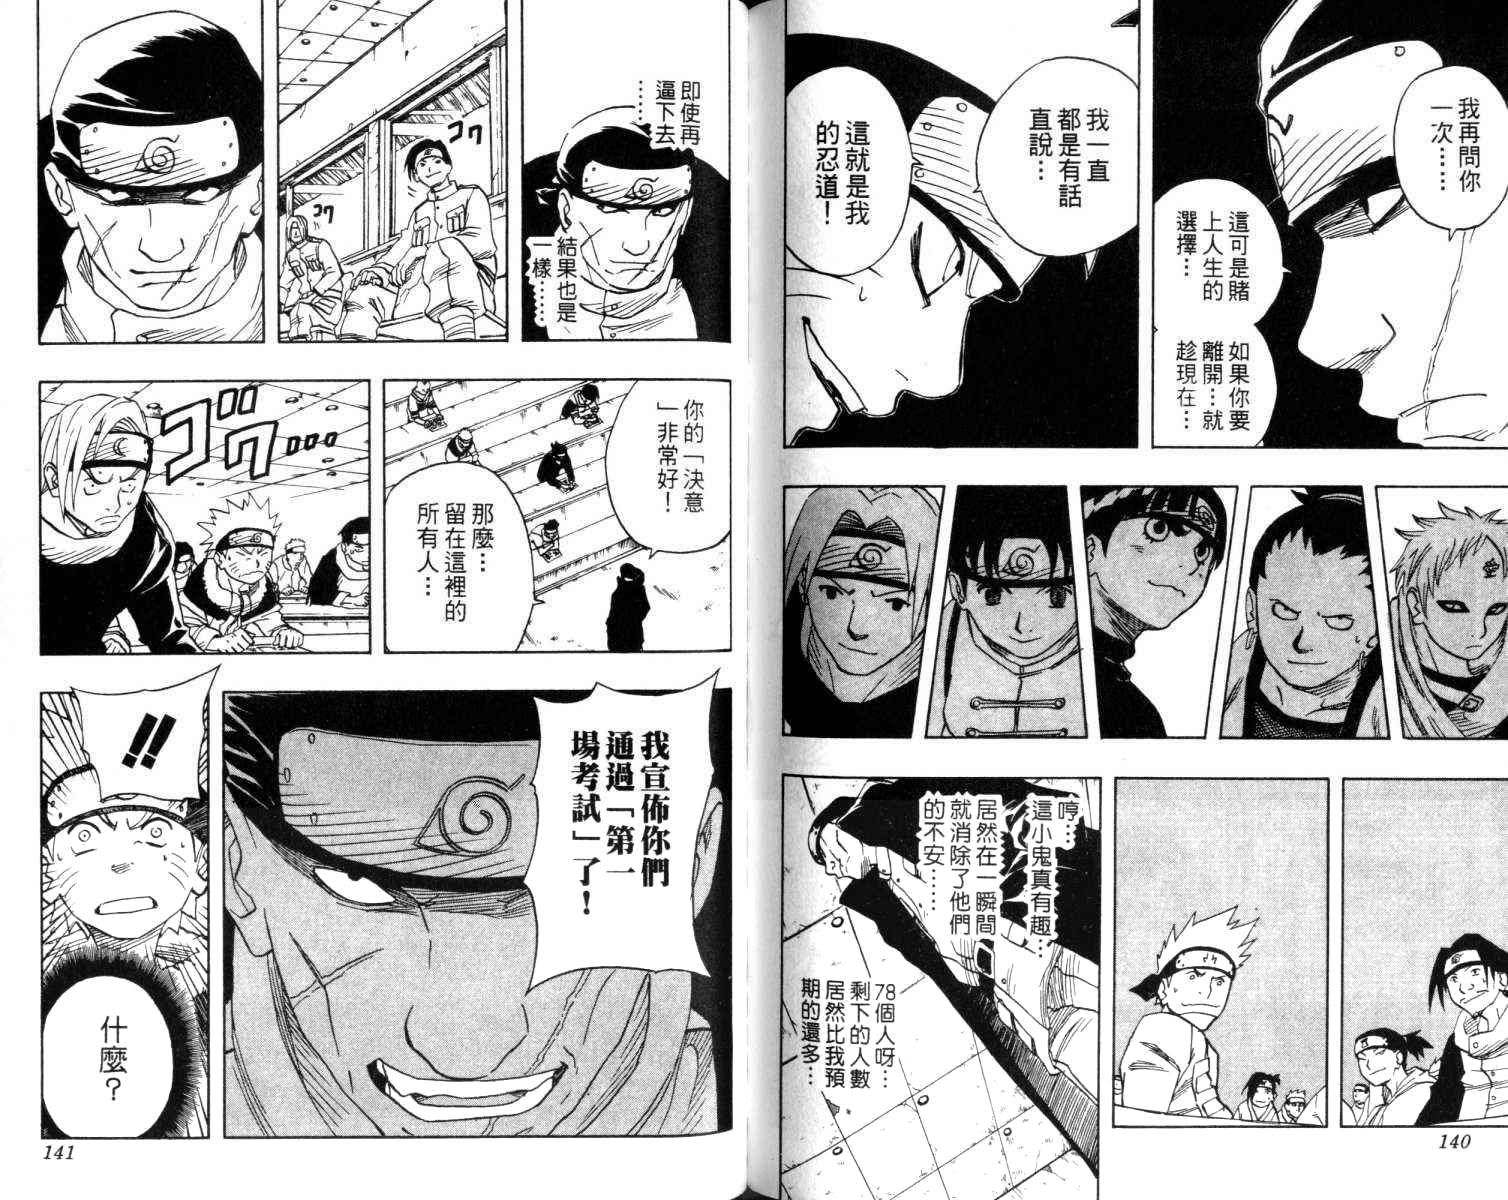 我再問你
一次……
這可是賭
上人生的
選擇…
如果你要
離開…就
趁現在…
我一直
都是有話
直說…
這就是我
的忍道！
哼…
這小鬼真有趣…
居然在一瞬間
就消除了他們
的不安……
78個人呀…
剩下的人數
居然比我預
期的還多…
140
即使再
逼下去
……
結果也是
一樣……
コク
コク
你的「決意
」非常好！
那麼…
留在這裡的
所有人…
ゴク…
我宣佈你們
通過「第一
場考試」了！
!!
什麼？
141